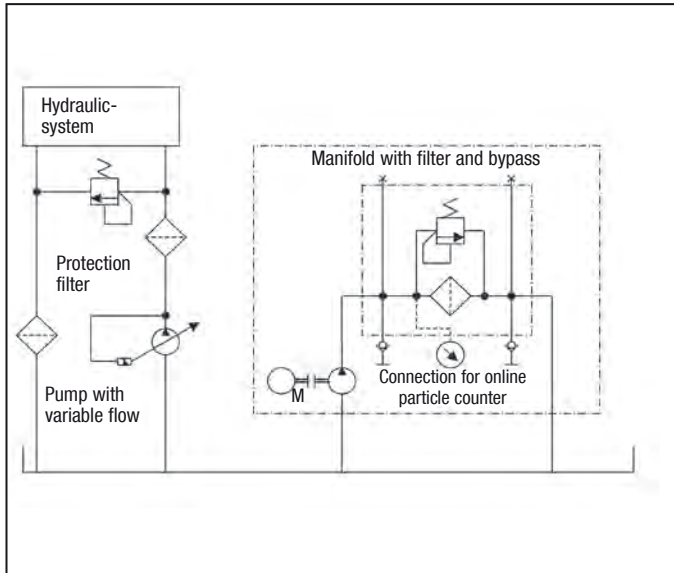 Hydraulic-
system
Manifold with filter and bypass
Protection
filter
Pump with
variable flow
M
Connection for online
particle counter